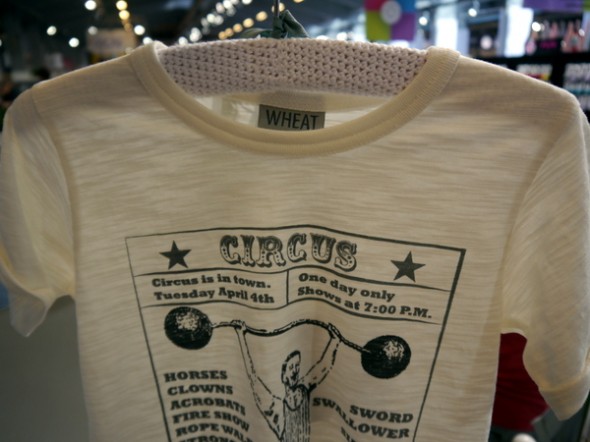 WHEAT
CIRCUS
Circus is in town.
Tuesday April 4th
One day only
Shows at 7:00 P.M.
HORSES
CLOWNS
ACROBATS
FIRE SHOW
SWORD
SWALLOWER